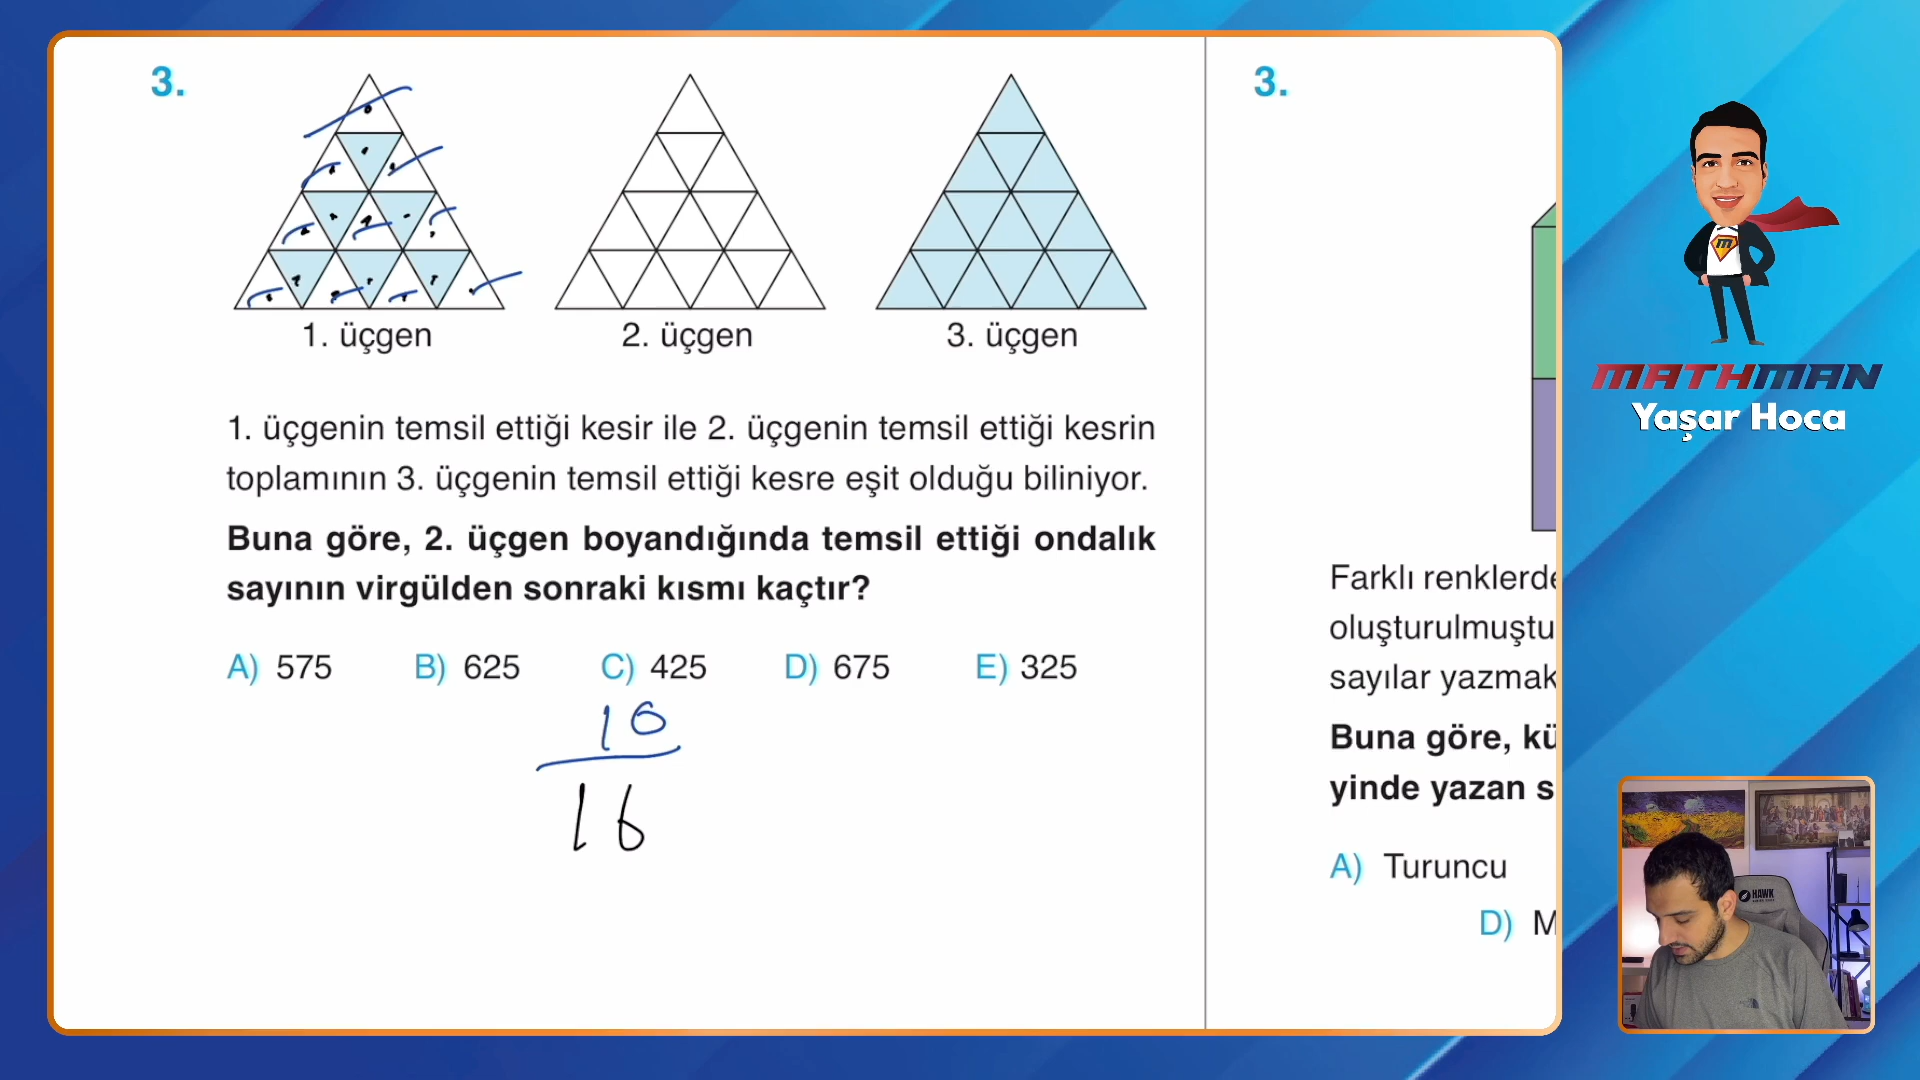 3.
1. üçgen
2. üçgen
3. üçgen
1. üçgenin temsil ettiği kesir ile 2. üçgenin temsil ettiği kesrin
toplamının 3. üçgenin temsil ettiği kesre eşit olduğu biliniyor.
Buna göre, 2. üçgen boyandığında temsil ettiği ondalık
sayının virgülden sonraki kısmı kaçtır?
A) 575
B) 625
C) 425
D) 675
E) 325
10
16
3.
Farklı renklerde
oluşturulmuştu
sayılar yazmak
Buna göre, kü
yinde yazan s
A) Turuncu
D) M
MATHMAN
Yaşar Hoca
HAWK